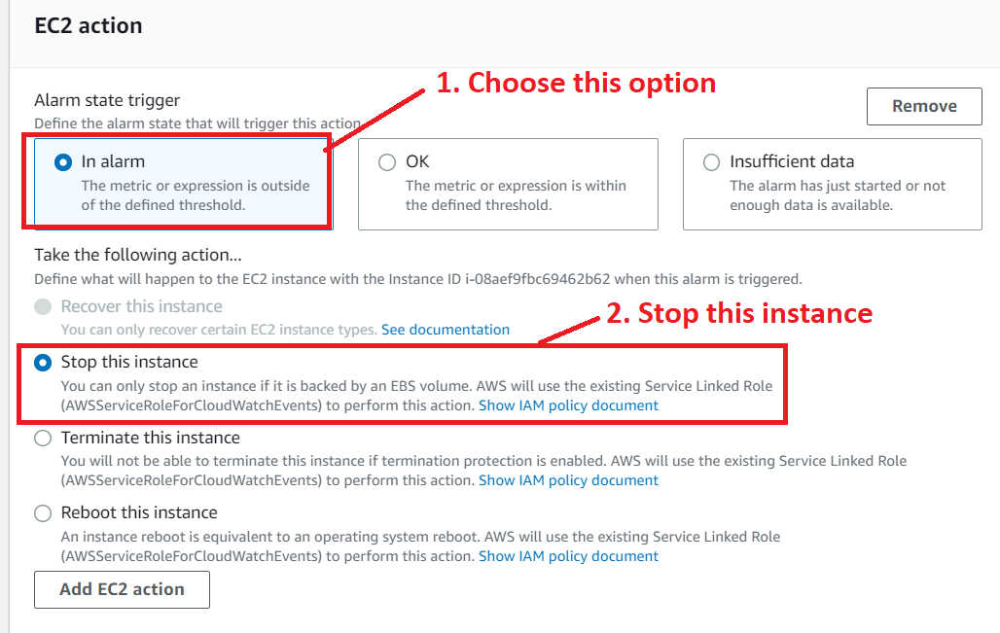 EC2 action
1. Choose this option
Alarm state trigger
Define the alarm state that will trigger this action.
Remove
In alarm
The metric or expression is outside
of the defined threshold.
OK
The metric or expression is within
the defined threshold.
Insufficient data
The alarm has just started or not
enough data is available.
Take the following action...
Define what will happen to the EC2 instance with the Instance ID i-08aef9fbc69462b62 when this alarm is triggered.
Recover this instance
You can only recover certain EC2 instance types. See documentation
2. Stop this instance
Stop this instance
You can only stop an instance if it is backed by an EBS volume. AWS will use the existing Service Linked Role
(AWSServiceRoleForCloudWatchEvents) to perform this action. Show IAM policy document
Terminate this instance
You will not be able to terminate this instance if termination protection is enabled. AWS will use the existing Service Linked Role
(AWSServiceRoleForCloudWatchEvents) to perform this action. Show IAM policy document
Reboot this instance
An instance reboot is equivalent to an operating system reboot. AWS will use the existing Service Linked Role
(AWSServiceRoleForCloudWatchEvents) to perform this action. Show IAM policy document
Add EC2 action